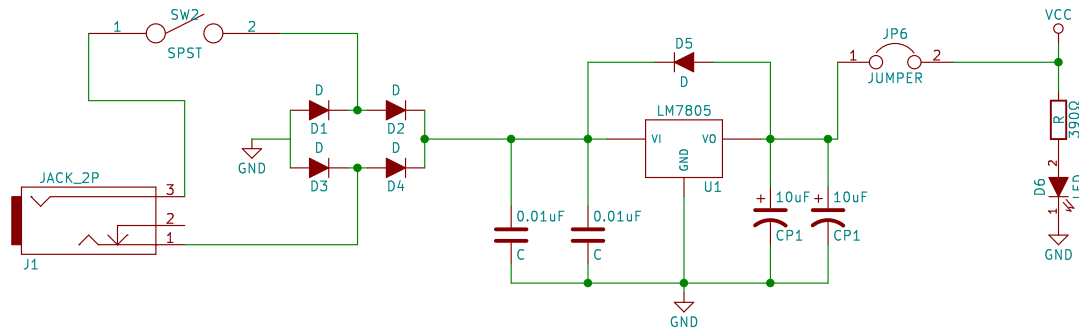 SW2
1
2
SPST
VCC
JP6
1
2
JUMPER
D5
D
D
D1
D
D2
D
D3
D
D4
GND
LM7805
VI
VO
GND
U1
R
390Ω
JACK_2P
3
2
1
J1
0.01uF
C
0.01uF
C
+
10uF
CP1
+
10uF
CP1
2
D6
LED
1
GND
GND